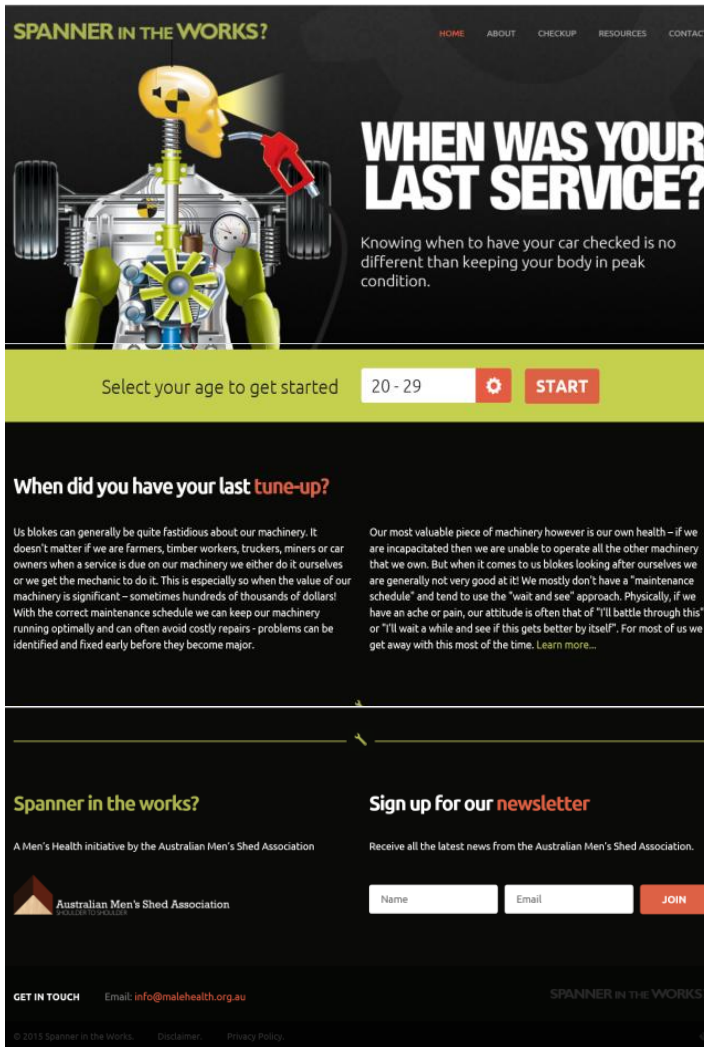 SPANNER IN THE WORKS?
HOME ABOUT CHECKUP RESOURCES CONTACT
WHEN WAS YOUR
LAST SERVICE?
Knowing when to have your car checked is no
different than keeping your body in peak
condition.
Select your age to get started 20 - 29 START
When did you have your last tune-up?
Us blokes can generally be quite fastidious about our machinery. It
doesn't matter if we are farmers, timber workers, truckers, miners or car
owners when a service is due on our machinery we either do it ourselves
or we get the mechanic to do it. This is especially so when the value of our
machinery is significant – sometimes hundreds of thousands of dollars!
With the correct maintenance schedule we can keep our machinery
running optimally and can often avoid costly repairs - problems can be
identified and fixed early before they become major.
Our most valuable piece of machinery however is our own health – if we
are incapacitated then we are unable to operate all the other machinery
that we own. But when it comes to us blokes looking after ourselves we
are generally not very good at it! We mostly don't have a "maintenance
schedule" and tend to use the "wait and see" approach. Physically, if we
have an ache or pain, our attitude is often that of "I'll battle through this"
or "I'll wait a while and see if this gets better by itself". For most of us we
get away with this most of the time. Learn more...
Spanner in the works?
A Men's Health initiative by the Australian Men's Shed Association
Australian Men's Shed Association
SHOULDER TO SHOULDER
Sign up for our newsletter
Receive all the latest news from the Australian Men's Shed Association.
Name Email JOIN
GET IN TOUCH Email: info@malehealth.org.au
SPANNER IN THE WORKS?
© 2015 Spanner in the Works. Disclaimer. Privacy Policy.